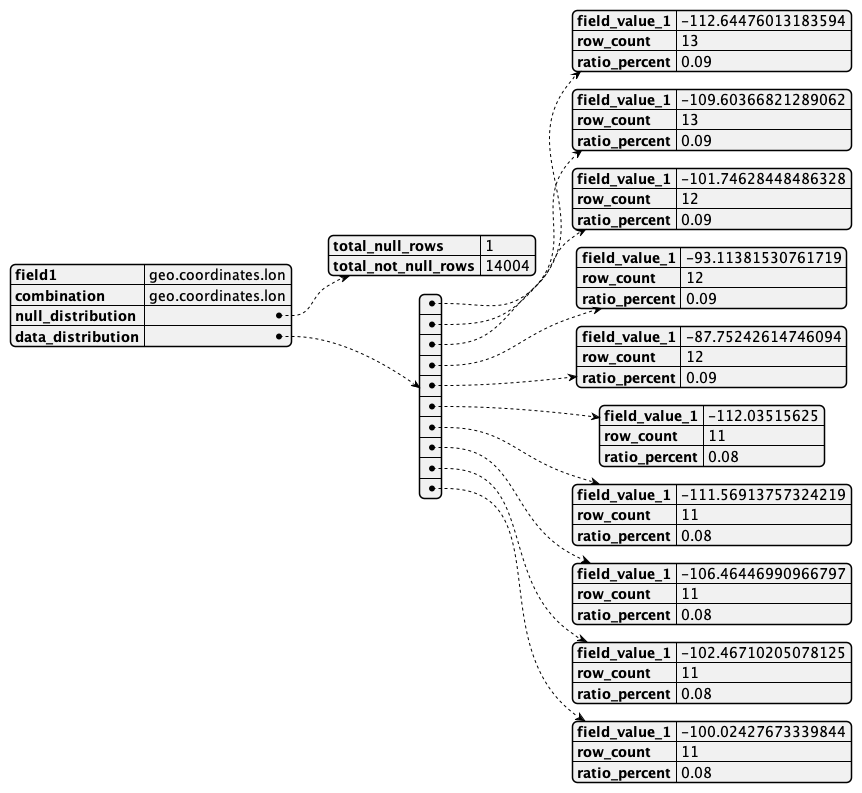 field1 geo.coordinates.lon
combination geo.coordinates.lon
null_distribution
data_distribution
total_null_rows 1
total_not_null_rows 14004
field_value_1 -112.64476013183594
row_count 13
ratio_percent 0.09
field_value_1 -109.60366821289062
row_count 13
ratio_percent 0.09
field_value_1 -101.74628448486328
row_count 12
ratio_percent 0.09
field_value_1 -93.11381530761719
row_count 12
ratio_percent 0.09
field_value_1 -87.75242614746094
row_count 12
ratio_percent 0.09
field_value_1 -112.03515625
row_count 11
ratio_percent 0.08
field_value_1 -111.56913757324219
row_count 11
ratio_percent 0.08
field_value_1 -106.46446990966797
row_count 11
ratio_percent 0.08
field_value_1 -102.46710205078125
row_count 11
ratio_percent 0.08
field_value_1 -100.02427673339844
row_count 11
ratio_percent 0.08